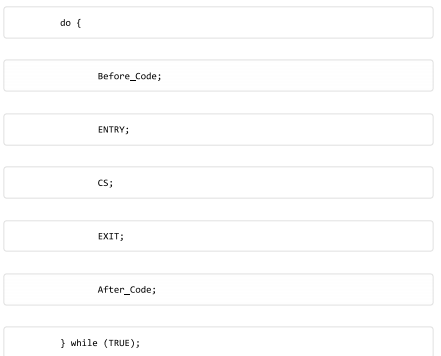 do {
Before_Code;
ENTRY;
CS;
EXIT;
After_Code;
} while (TRUE);